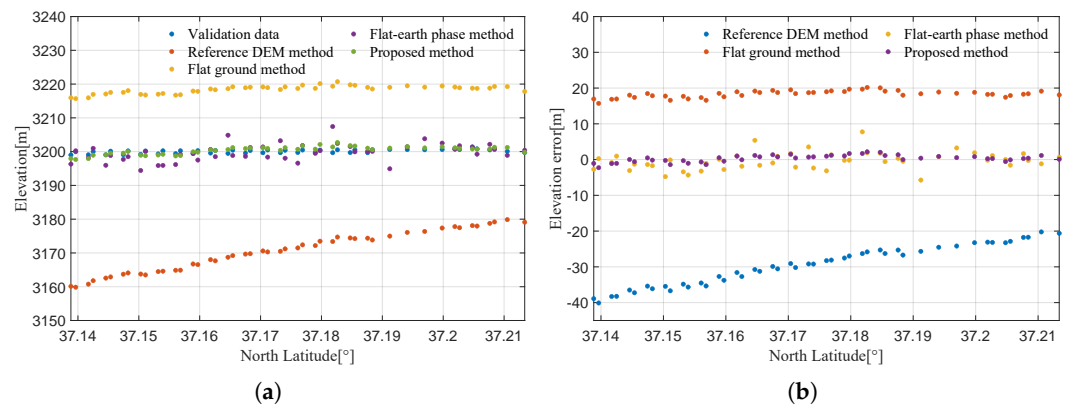 3240
3230
3220
3210
3200
3190
3180
3170
3160
3150
Elevation[m]
Validation data
Reference DEM method
Flat ground method
Flat-earth phase method
Proposed method
37.14 37.15 37.16 37.17 37.18 37.19 37.2 37.21
North Latitude[°]
(a)
40
30
20
10
0
-10
-20
-30
-40
Elevation error[m]
Reference DEM method
Flat ground method
Flat-earth phase method
Proposed method
37.14 37.15 37.16 37.17 37.18 37.19 37.2 37.21
North Latitude[°]
(b)